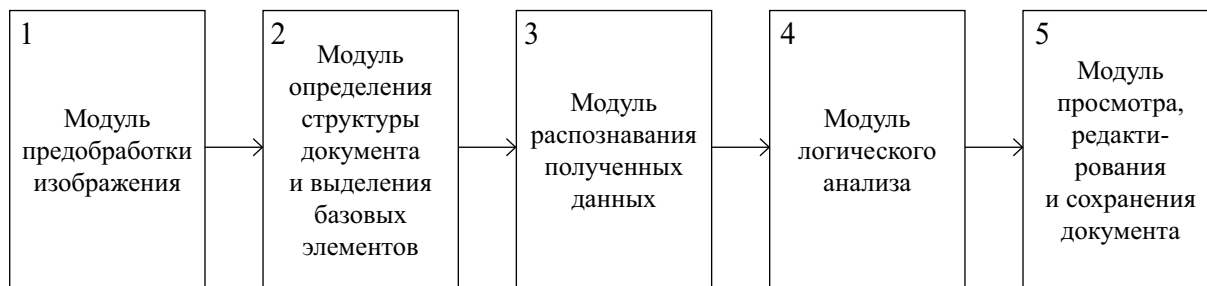 1
Модуль
предобработки
изображения
2
Модуль
определения
структуры
документа
и выделения
базовых
элементов
3
Модуль
распознавания
полученных
данных
4
Модуль
логического
анализа
5
Модуль
просмотра,
редакти-
рования
и сохранения
документа